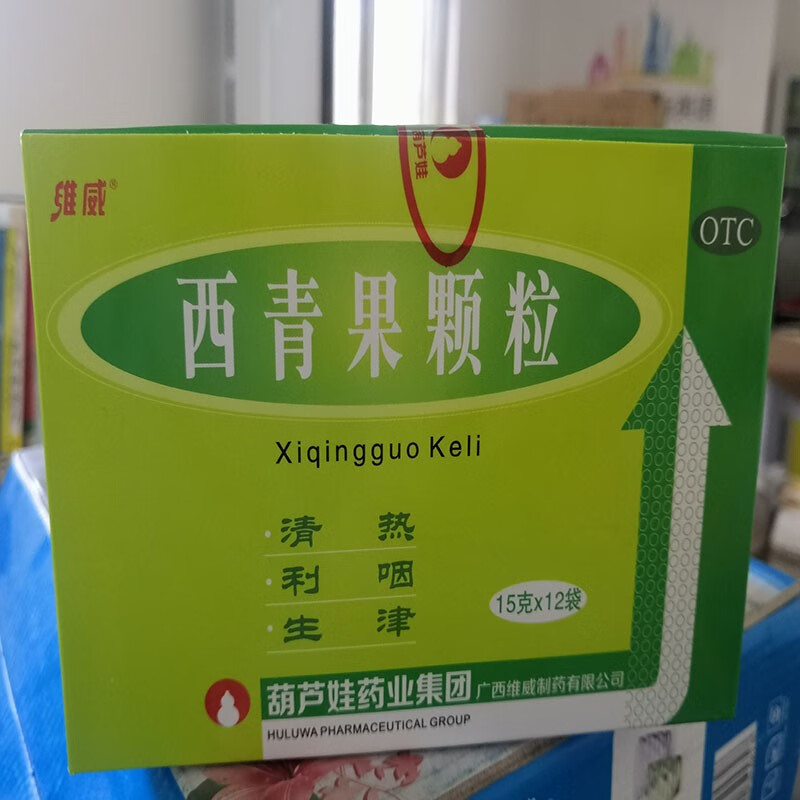 葫芦娃
维威®
OTC
西青果颗粒
Xiqingguo Keli
·清热
·利咽
·生津
15克x12袋
葫芦娃药业集团 广西维威制药有限公司
HULUWA PHARMACEUTICAL GROUP